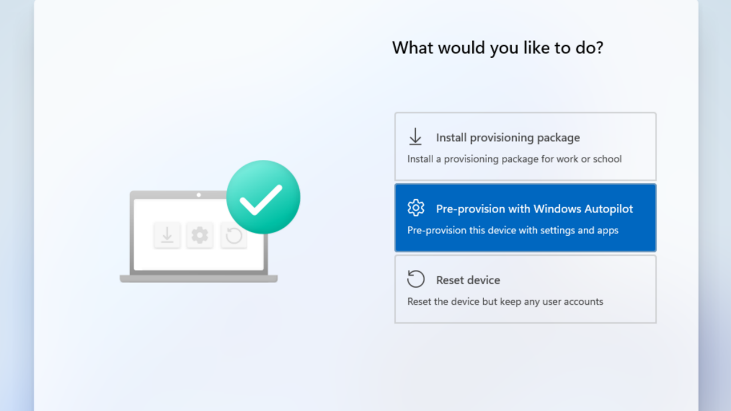 What would you like to do?
Install provisioning package
Install a provisioning package for work or school
Pre-provision with Windows Autopilot
Pre-provision this device with settings and apps
Reset device
Reset the device but keep any user accounts